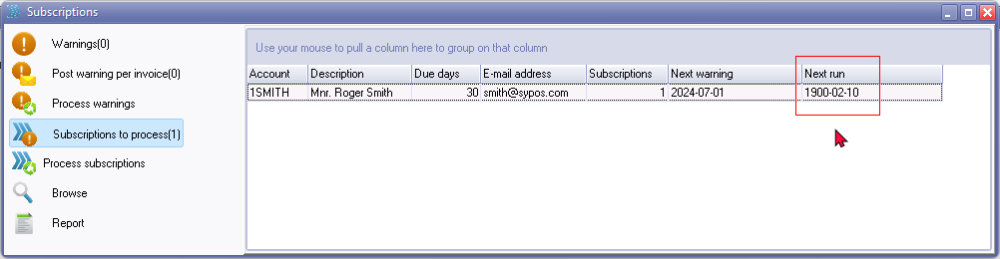 Subscriptions
Warnings(0)
Post warning per invoice(0)
Process warnings
Subscriptions to process(1)
Process subscriptions
Browse
Report
Use your mouse to pull a column here to group on that column
Account Description Due days E-mail address Subscriptions Next warning Next run
1SMITH Mnr. Roger Smith 30 smith@sypos.com 1 2024-07-01 1900-02-10